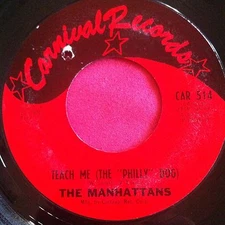 Carnival Records
CAR 514
TEACH ME (THE "PHILLY" DOG)
THE MANHATTANS